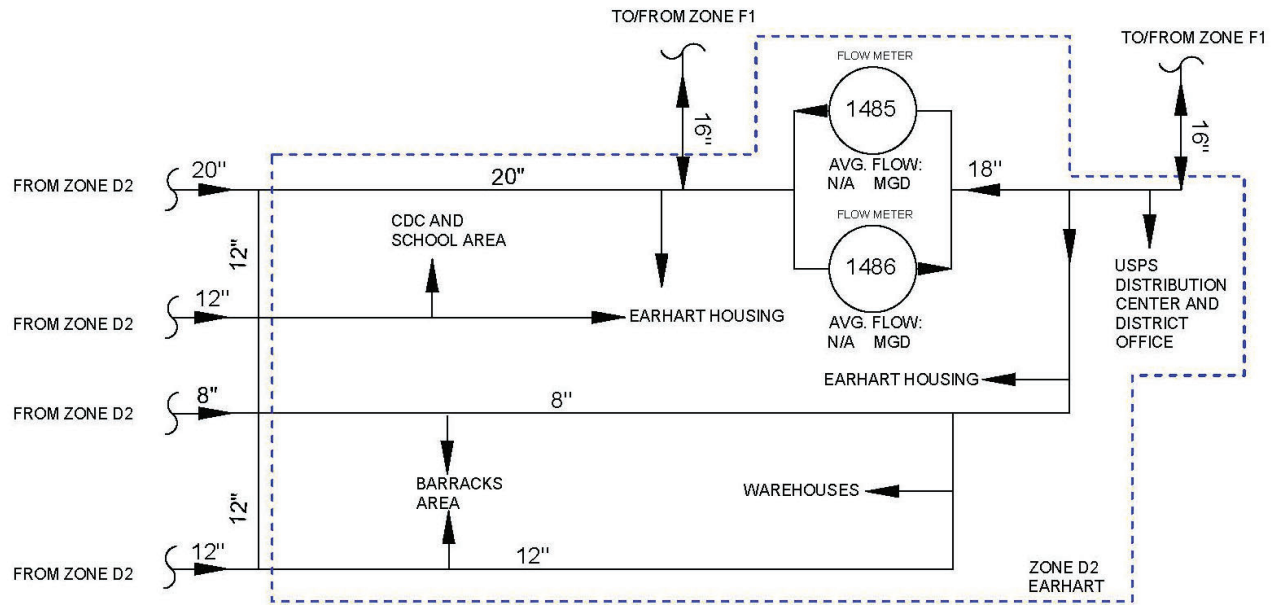 TO/FROM ZONE F1
TO/FROM ZONE F1
FLOW METER
1485
16"
16"
AVG. FLOW:
N/A MGD
FROM ZONE D2
20"
20"
18"
FLOW METER
1486
CDC AND
SCHOOL AREA
12"
USPS
DISTRIBUTION
CENTER AND
DISTRICT
OFFICE
FROM ZONE D2
12"
EARHART HOUSING
AVG. FLOW:
N/A MGD
EARHART HOUSING
FROM ZONE D2
8"
8"
BARRACKS
AREA
WAREHOUSES
12"
FROM ZONE D2
12"
12"
ZONE D2
EARHART